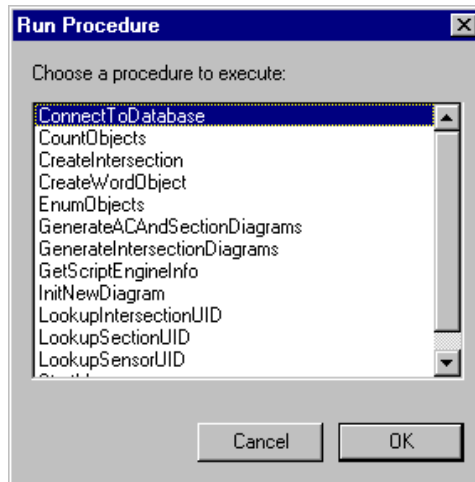 Run Procedure
Choose a procedure to execute:
ConnectToDatabase
CountObjects
CreateIntersection
CreateWordObject
EnumObjects
GenerateACAndSectionDiagrams
GenerateIntersectionDiagrams
GetScriptEngineInfo
InitNewDiagram
LookupIntersectionUID
LookupSectionUID
LookupSensorUID
Cancel OK